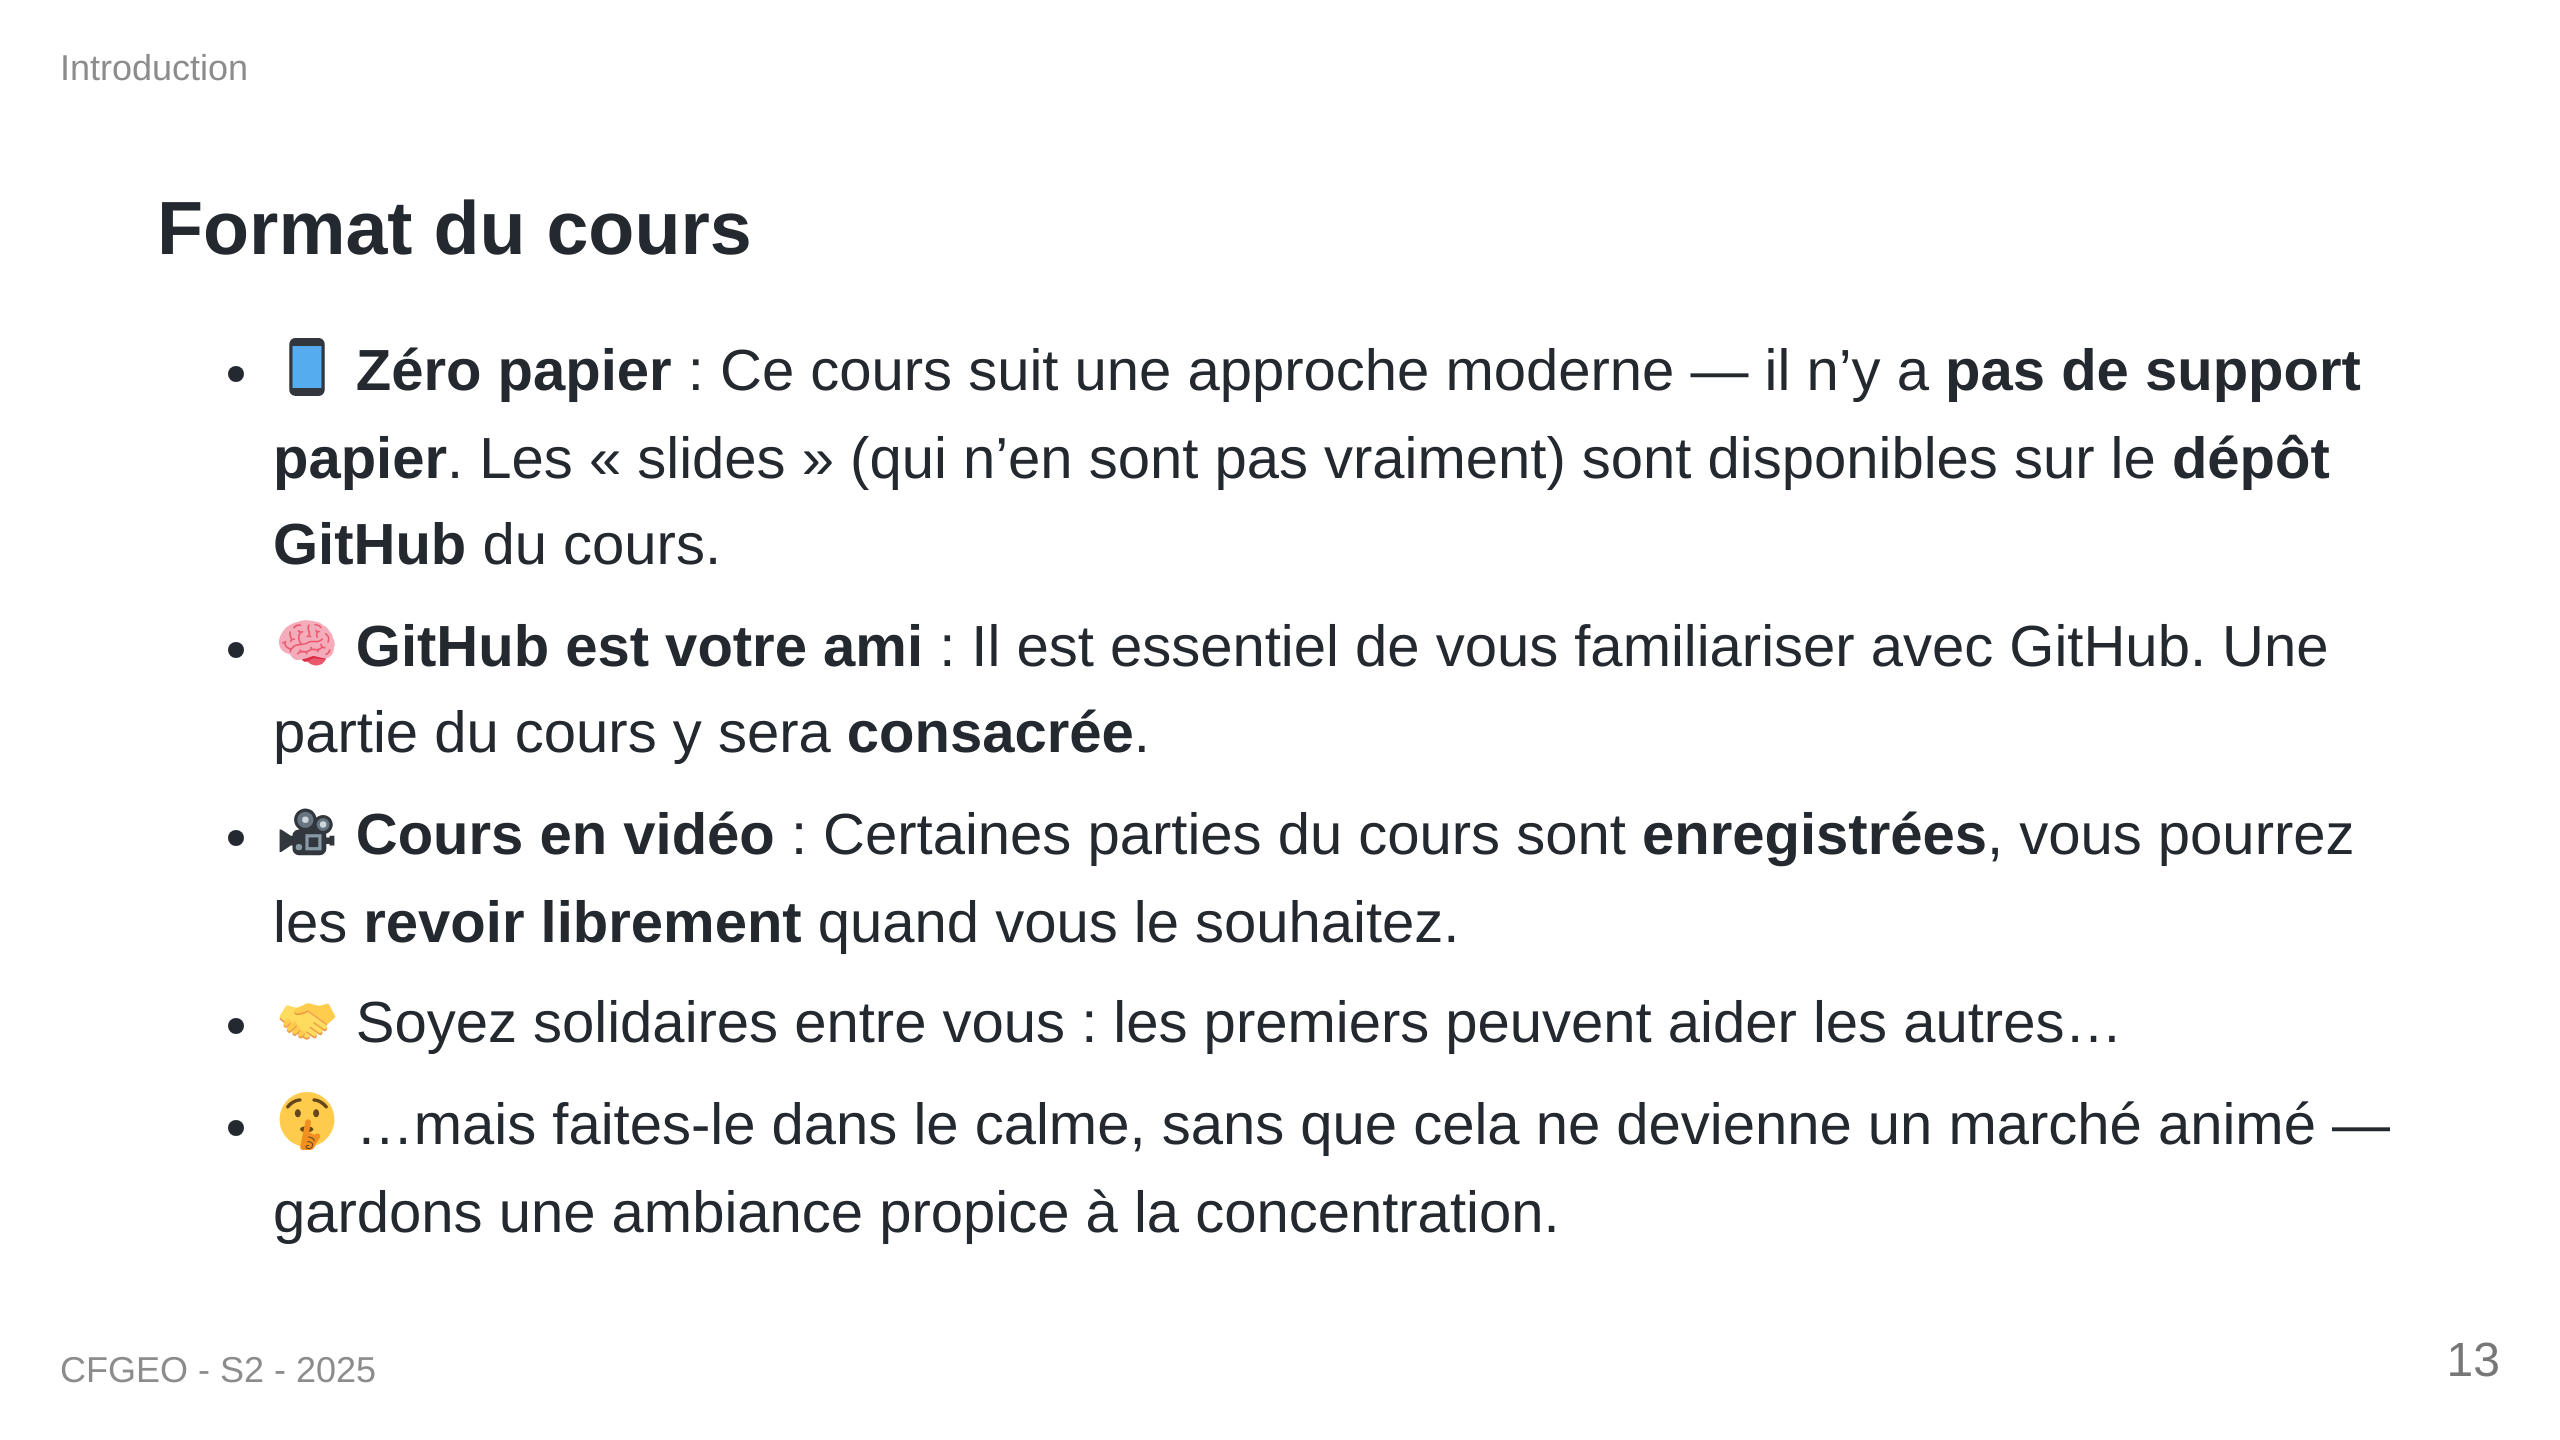 Introduction
Format du cours
• 📱 Zéro papier : Ce cours suit une approche moderne — il n’y a pas de support
papier. Les « slides » (qui n’en sont pas vraiment) sont disponibles sur le dépôt
GitHub du cours.
• 🧠 GitHub est votre ami : Il est essentiel de vous familiariser avec GitHub. Une
partie du cours y sera consacrée.
• 🎥 Cours en vidéo : Certaines parties du cours sont enregistrées, vous pourrez
les revoir librement quand vous le souhaitez.
• 🤝 Soyez solidaires entre vous : les premiers peuvent aider les autres…
• 🤫 …mais faites-le dans le calme, sans que cela ne devienne un marché animé —
gardons une ambiance propice à la concentration.
CFGEO - S2 - 2025
13